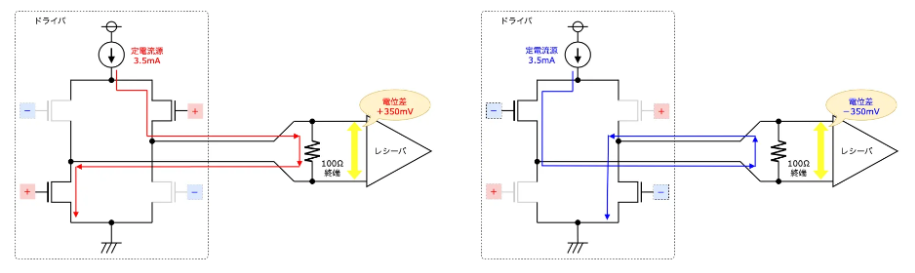 ドライバ
定電流源
3.5mA
−
+
+
−
電位差
+350mV
レシーバ
100Ω
終端
ドライバ
定電流源
3.5mA
−
+
+
−
電位差
−350mV
レシーバ
100Ω
終端